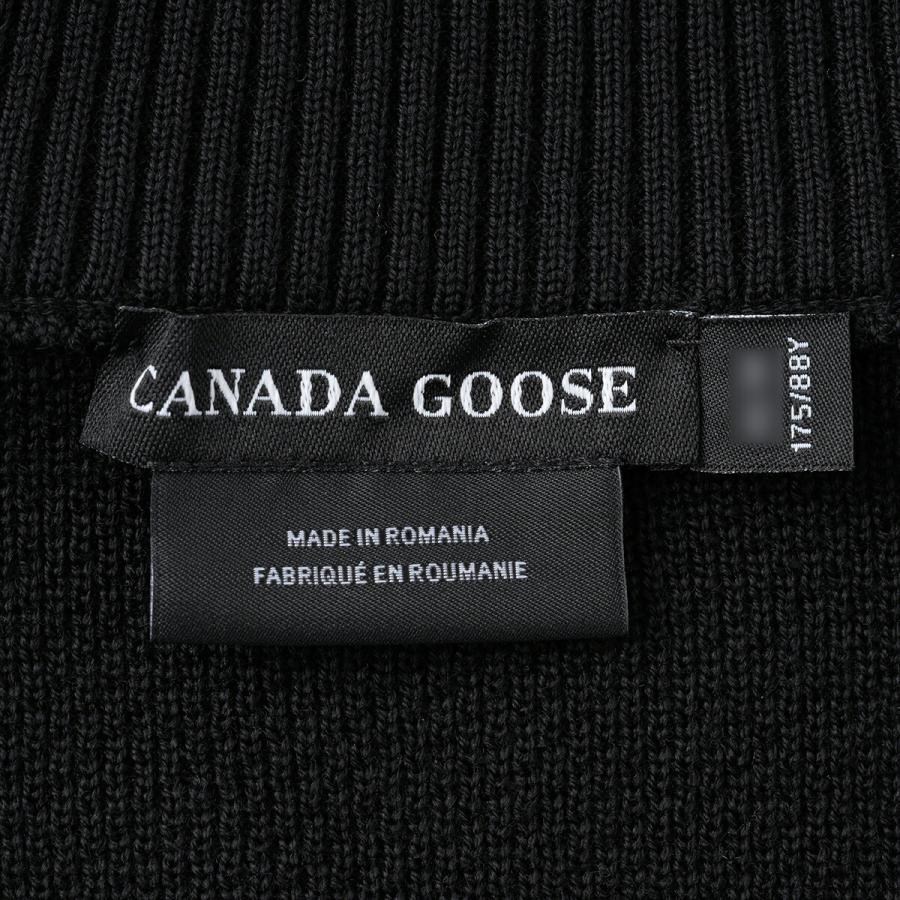 CANADA GOOSE
175/88Y
MADE IN ROMANIA
FABRIQUÉ EN ROUMANIE